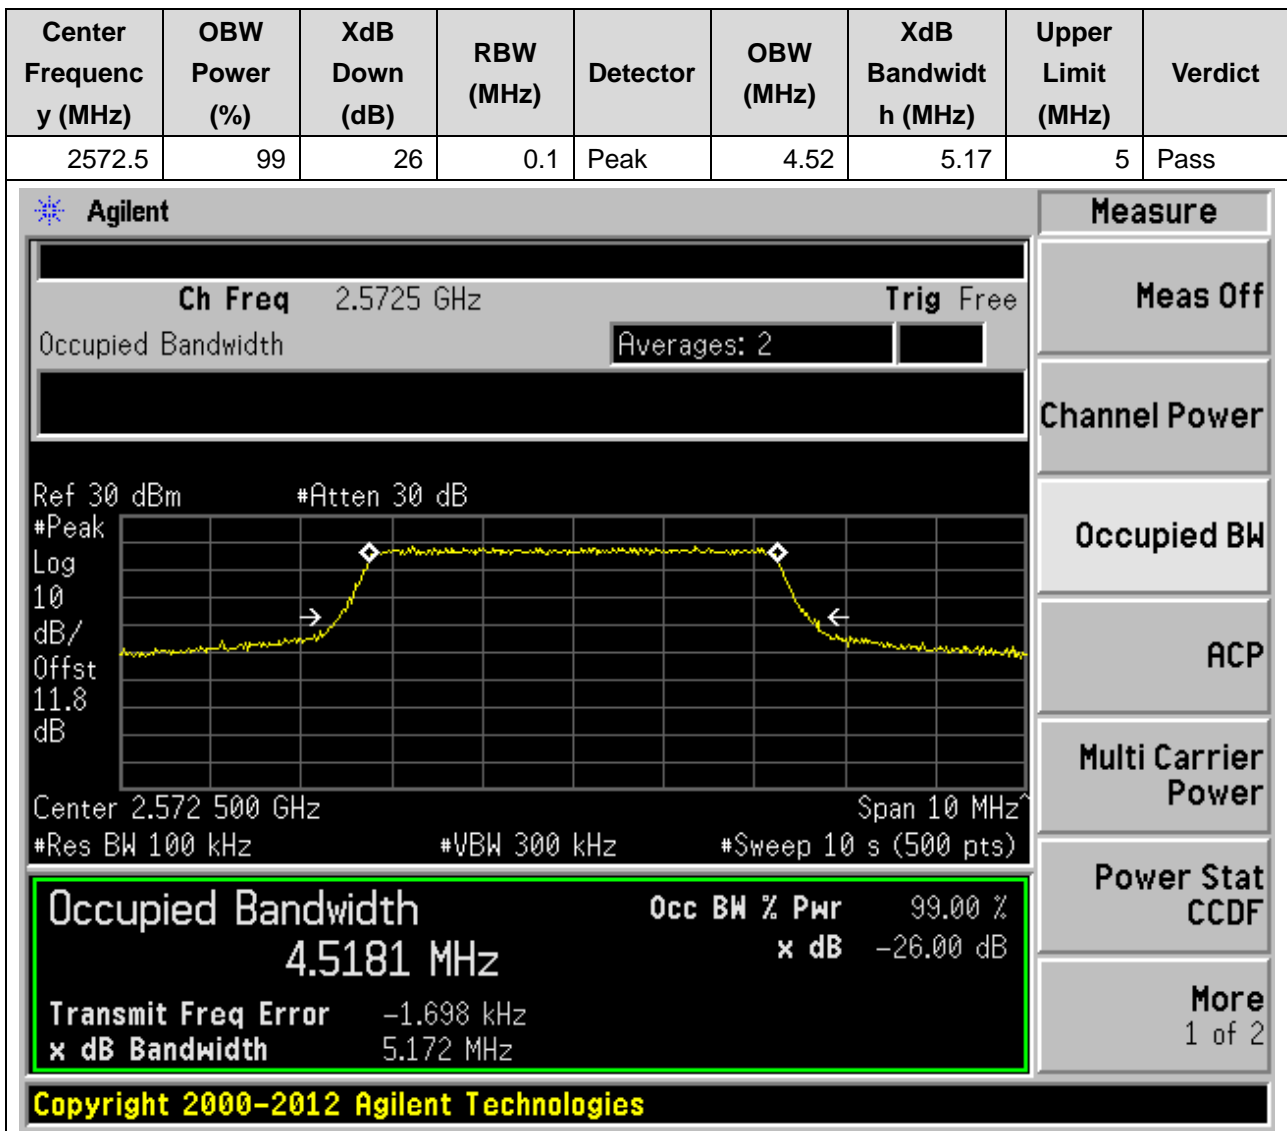 Center Frequenc y (MHz)
OBW Power (%)
XdB Down (dB)
RBW (MHz)
Detector
OBW (MHz)
XdB Bandwidt h (MHz)
Upper Limit (MHz)
Verdict
2572.5 99 26 0.1 Peak 4.52 5.17 5 Pass
Agilent
Measure
Ch Freq 2.5725 GHz
Trig Free
Meas Off
Occupied Bandwidth
Averages: 2
Channel Power
Ref 30 dBm
#Atten 30 dB
#Peak
Log
10
dB/
Offst
11.8
dB
Occupied BW
ACP
Multi Carrier
Power
Center 2.572 500 GHz
Span 10 MHz^
#Res BW 100 kHz
#VBW 300 kHz
#Sweep 10 s (500 pts)
Power Stat
CCDF
Occupied Bandwidth
4.5181 MHz
Occ BW % Pwr 99.00 %
x dB -26.00 dB
Transmit Freq Error -1.698 kHz
x dB Bandwidth 5.172 MHz
More
1 of 2
Copyright 2000-2012 Agilent Technologies